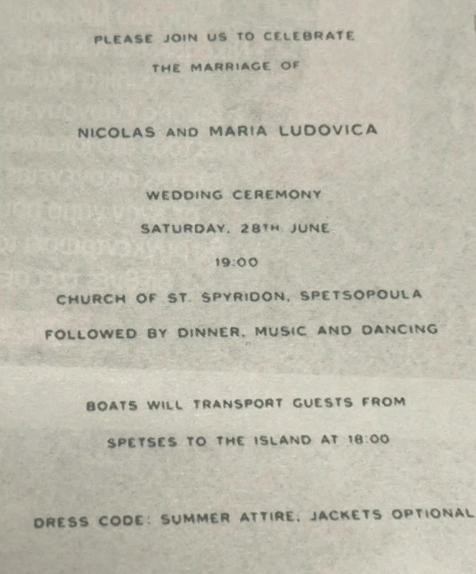 PLEASE JOIN US TO CELEBRATE
THE MARRIAGE OF
NICOLAS AND MARIA LUDOVICA
WEDDING CEREMONY
SATURDAY, 28TH JUNE
19:00
CHURCH OF ST. SPYRIDON, SPETSOPOULA
FOLLOWED BY DINNER, MUSIC AND DANCING
BOATS WILL TRANSPORT GUESTS FROM
SPETSES TO THE ISLAND AT 18:00
DRESS CODE: SUMMER ATTIRE, JACKETS OPTIONAL